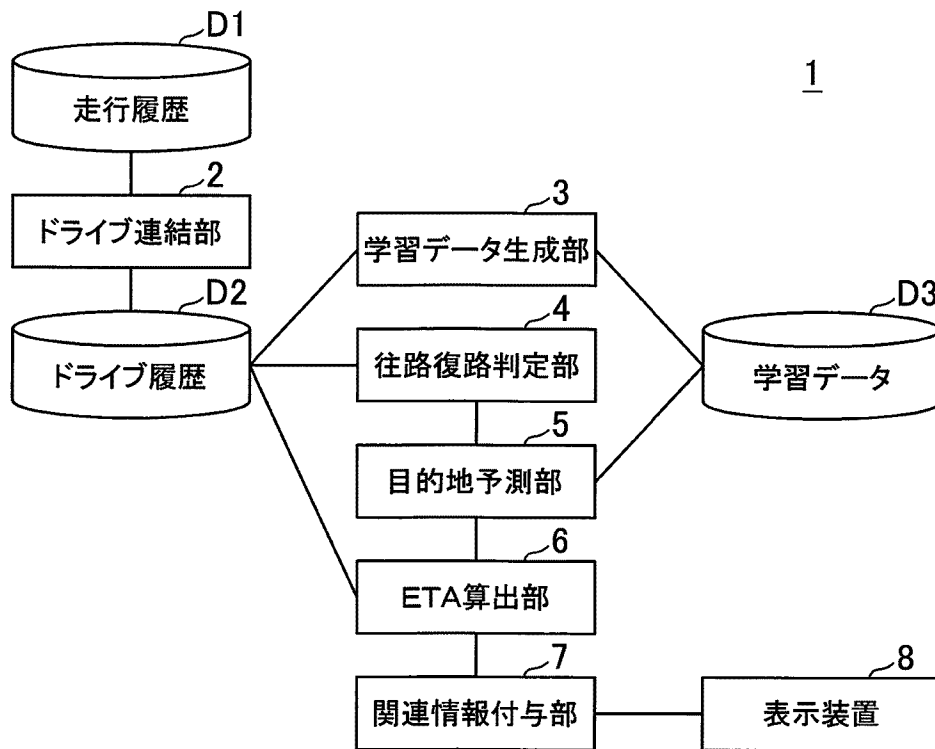 D1
走行履歴
1
2
ドライブ連結部
3
学習データ生成部
D2
ドライブ履歴
4
往路復路判定部
D3
学習データ
5
目的地予測部
6
ETA算出部
7
関連情報付与部
8
表示装置